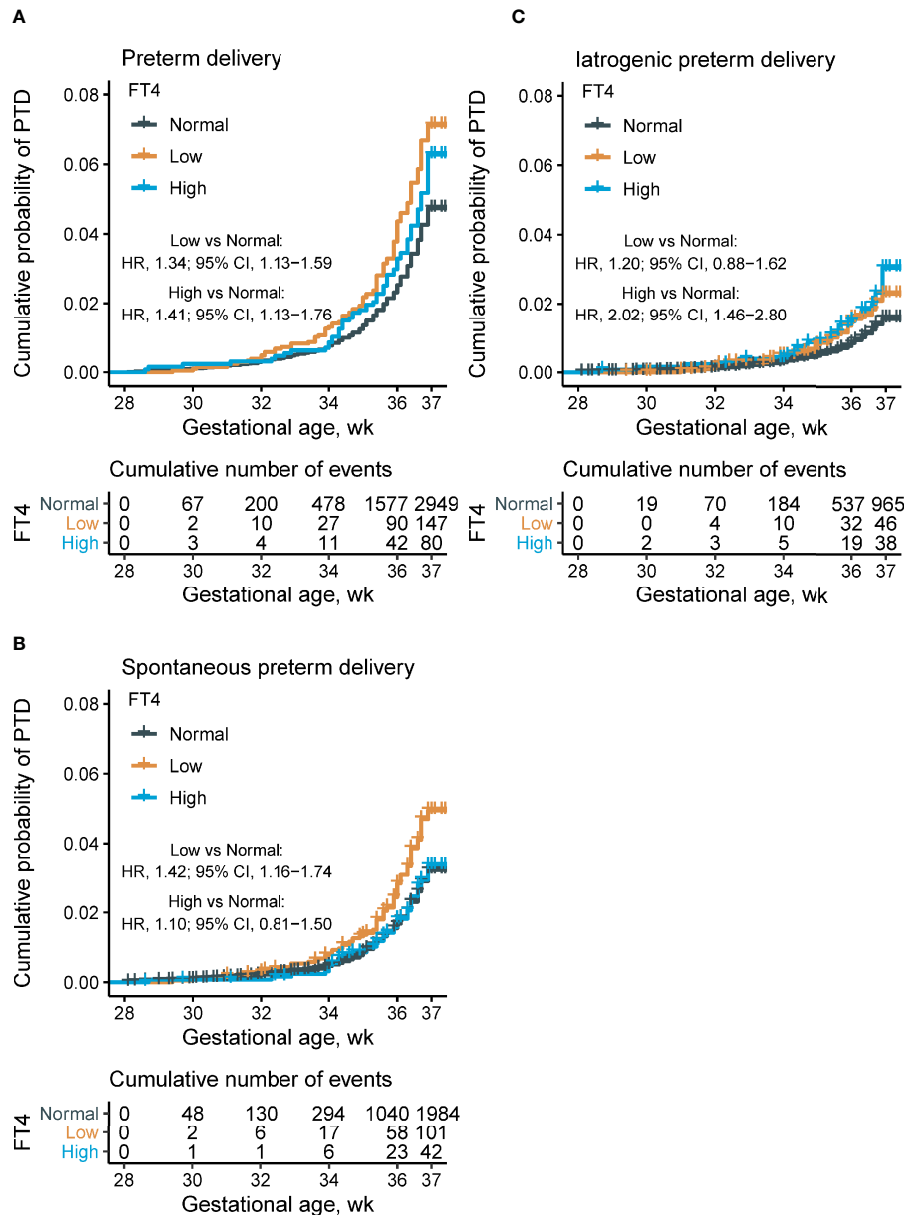 A
Preterm delivery
FT4
Normal
Low
High
Low vs Normal:
HR, 1.34; 95% CI, 1.13−1.59
High vs Normal:
HR, 1.41; 95% CI, 1.13−1.76
Cumulative probability of PTD
0.08
0.06
0.04
0.02
0.00
28 30 32 34 36 37
Gestational age, wk
Cumulative number of events
FT4
Normal 0 67 200 478 1577 2949
Low 0 2 10 27 90 147
High 0 3 4 11 42 80
28 30 32 34 36 37
Gestational age, wk
C
Iatrogenic preterm delivery
FT4
Normal
Low
High
Low vs Normal:
HR, 1.20; 95% CI, 0.88−1.62
High vs Normal:
HR, 2.02; 95% CI, 1.46−2.80
Cumulative probability of PTD
0.08
0.06
0.04
0.02
0.00
28 30 32 34 36 37
Gestational age, wk
Cumulative number of events
FT4
Normal 0 19 70 184 537 965
Low 0 0 4 10 32 46
High 0 2 3 5 19 38
28 30 32 34 36 37
Gestational age, wk
B
Spontaneous preterm delivery
FT4
Normal
Low
High
Low vs Normal:
HR, 1.42; 95% CI, 1.16−1.74
High vs Normal:
HR, 1.10; 95% CI, 0.81−1.50
Cumulative probability of PTD
0.08
0.06
0.04
0.02
0.00
28 30 32 34 36 37
Gestational age, wk
Cumulative number of events
FT4
Normal 0 48 130 294 1040 1984
Low 0 2 6 17 58 101
High 0 1 1 6 23 42
28 30 32 34 36 37
Gestational age, wk